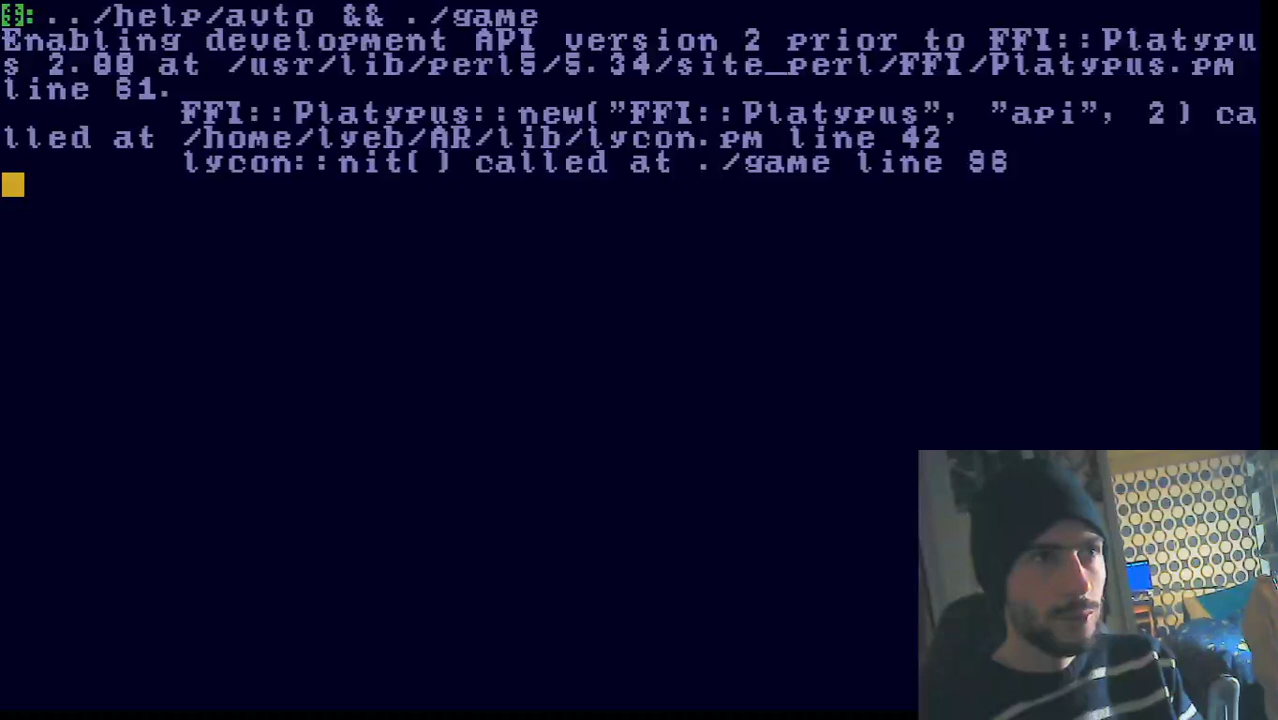 : ../help/avto && ./game
Enabling development API version 2 prior to FFI::Platypu
s 2.00 at /usr/lib/perl5/5.34/site_perl/FFI/Platypus.pm
line 81.
FFI::Platypus::new("FFI::Platypus", "api", 2) ca
lled at /home/lyeb/AR/lib/lycon.pm line 42
lycon::nit() called at ./game line 96